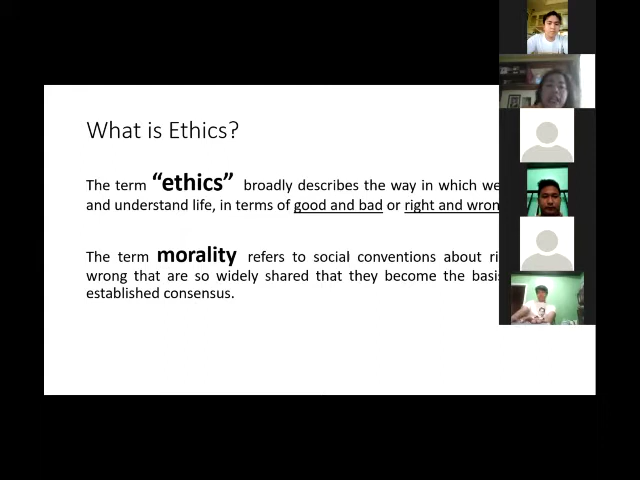 What is Ethics?
The term “ethics” broadly describes the way in which we
and understand life, in terms of good and bad or right and wron
The term morality refers to social conventions about ri
wrong that are so widely shared that they become the basis
established consensus.